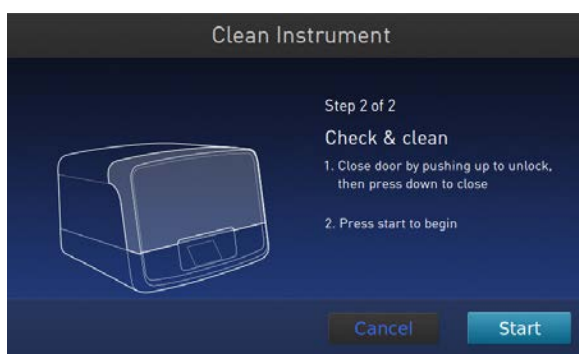 Clean Instrument
Step 2 of 2
Check & clean
1. Close door by pushing up to unlock,
then press down to close
2. Press start to begin
Cancel
Start